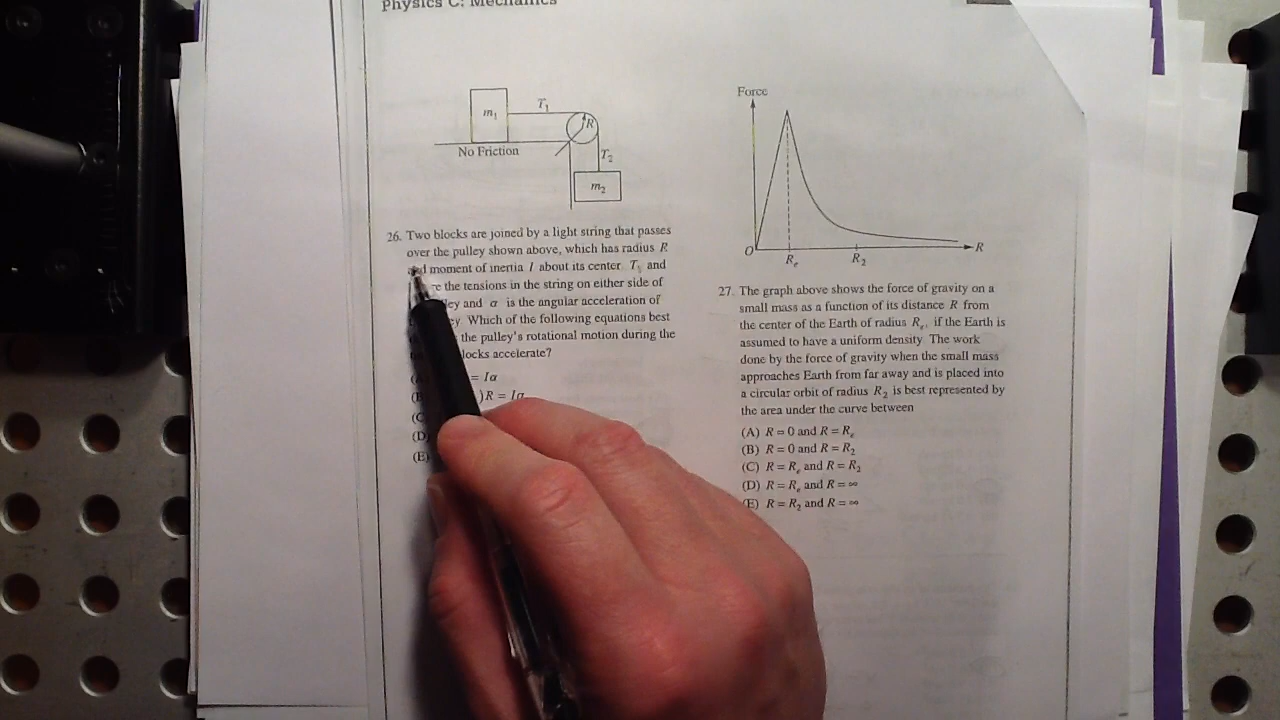 Physics C: Mechanics
m₁
T₁
R
No Friction
T₂
m₂
26. Two blocks are joined by a light string that passes
over the pulley shown above, which has radius R
and moment of inertia I about its center. T₁ and
the tensions in the string on either side of
and α is the angular acceleration of
Which of the following equations best
the pulley's rotational motion during the
blocks accelerate?
= Iα
(B )R = Iα
(C
(D)
(E)
Force
O
Rₑ
R₂
R
27. The graph above shows the force of gravity on a
small mass as a function of its distance R from
the center of the Earth of radius Rₑ, if the Earth is
assumed to have a uniform density. The work
done by the force of gravity when the small mass
approaches Earth from far away and is placed into
a circular orbit of radius R₂ is best represented by
the area under the curve between
(A) R = 0 and R = Rₑ
(B) R = 0 and R = R₂
(C) R = Rₑ and R = R₂
(D) R = Rₑ and R = ∞
(E) R = R₂ and R = ∞